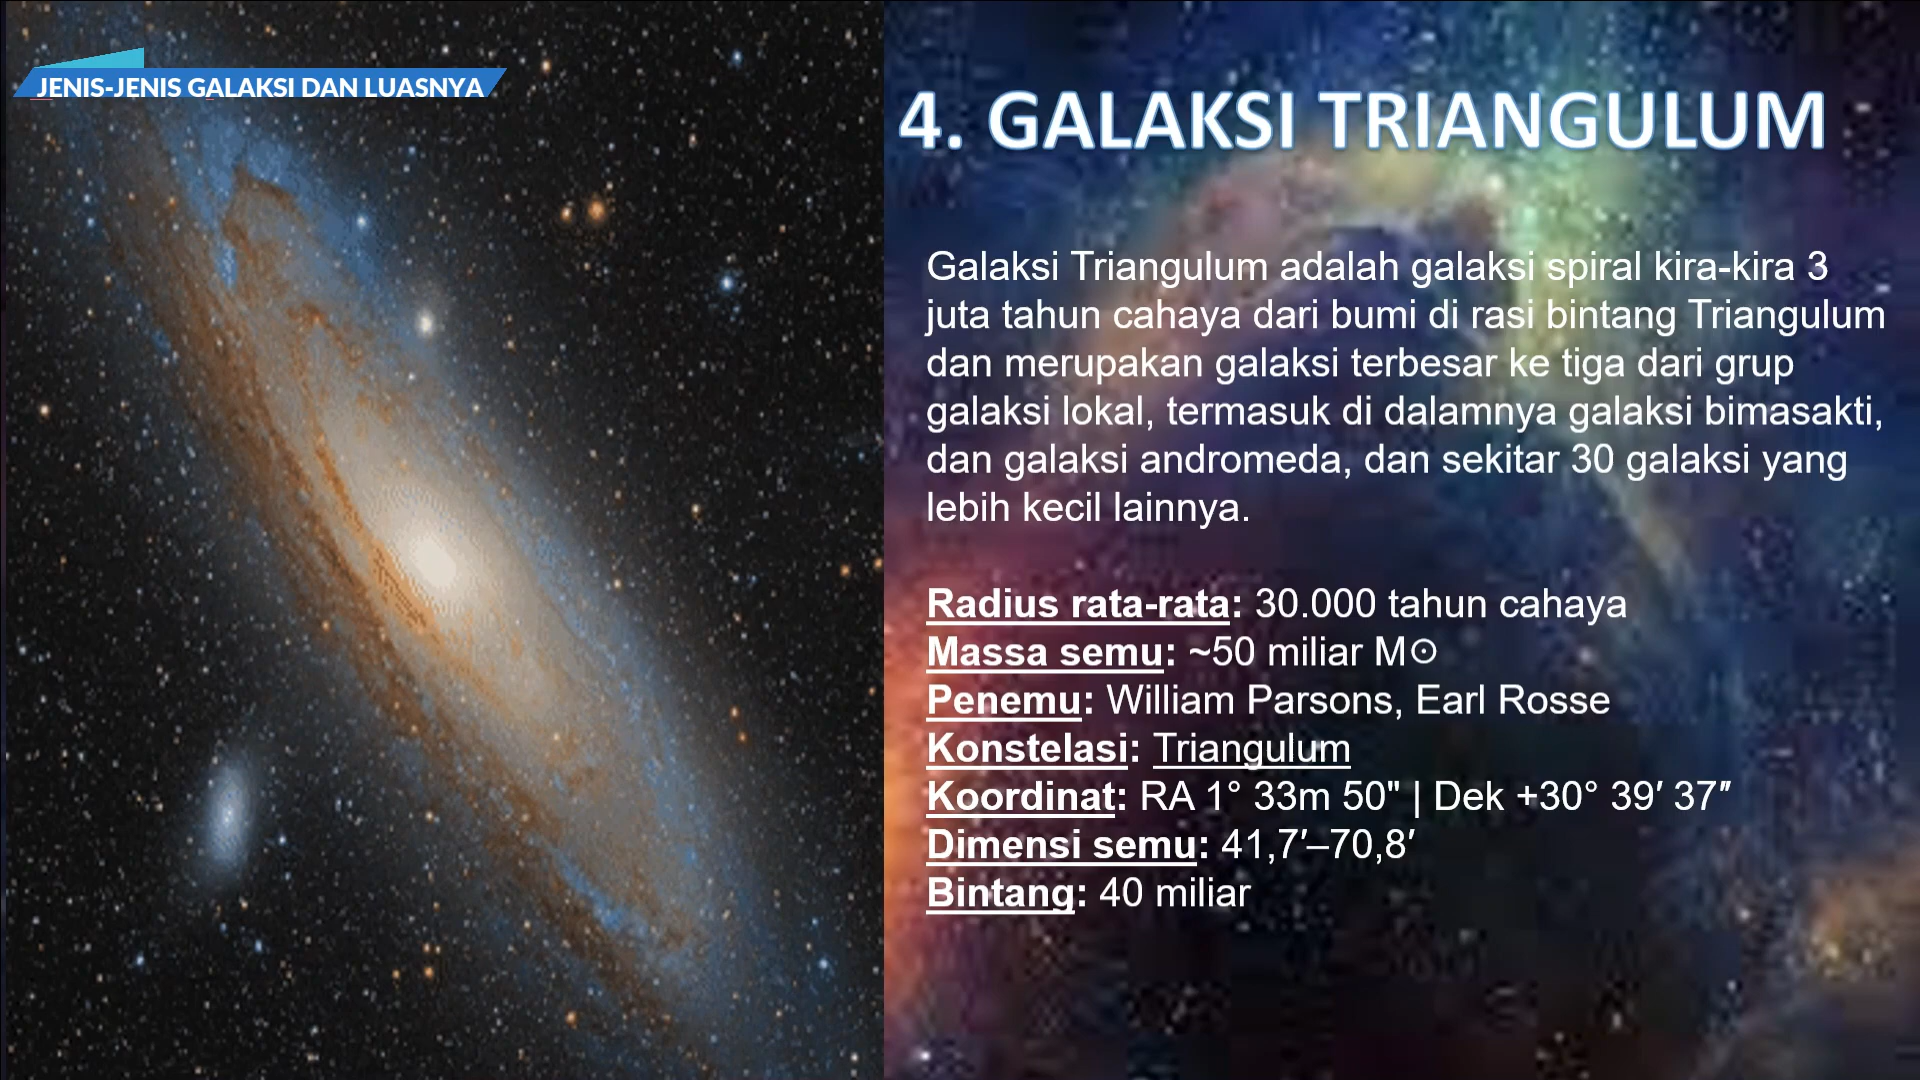 JENIS-JENIS GALAKSI DAN LUASNYA
4. GALAKSI TRIANGULUM
Galaksi Triangulum adalah galaksi spiral kira-kira 3
juta tahun cahaya dari bumi di rasi bintang Triangulum
dan merupakan galaksi terbesar ke tiga dari grup
galaksi lokal, termasuk di dalamnya galaksi bimasakti,
dan galaksi andromeda, dan sekitar 30 galaksi yang
lebih kecil lainnya.
Radius rata-rata: 30.000 tahun cahaya
Massa semu: ~50 miliar M☉
Penemu: William Parsons, Earl Rosse
Konstelasi: Triangulum
Koordinat: RA 1° 33m 50" | Dek +30° 39′ 37″
Dimensi semu: 41,7′–70,8′
Bintang: 40 miliar